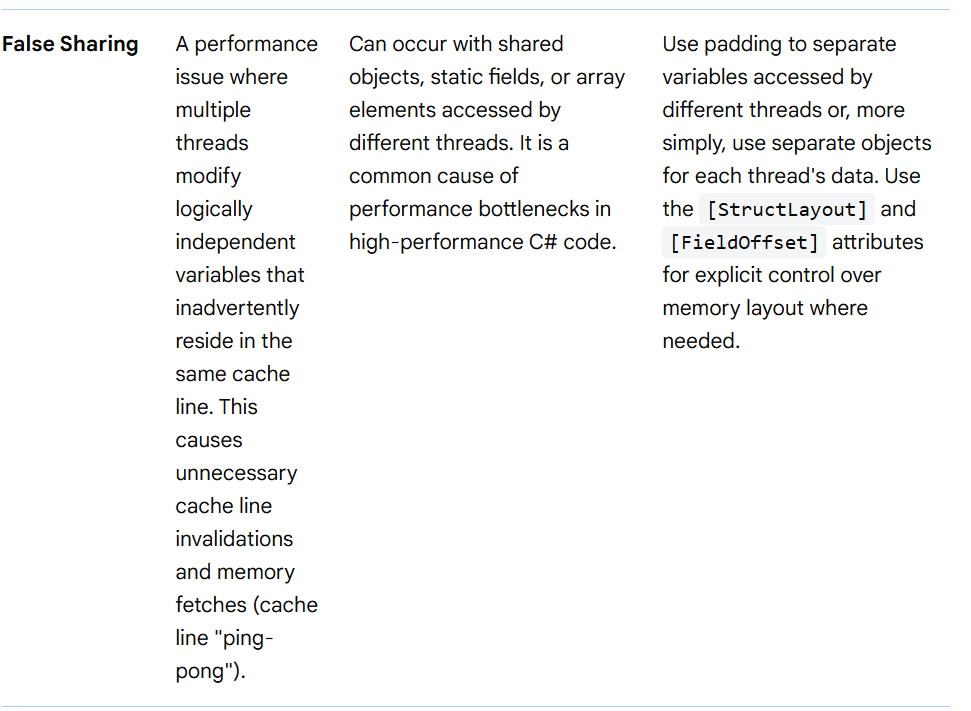 False Sharing
A performance
issue where
multiple
threads
modify
logically
independent
variables that
inadvertently
reside in the
same cache
line. This
causes
unnecessary
cache line
invalidations
and memory
fetches (cache
line "ping-
pong").
Can occur with shared
objects, static fields, or array
elements accessed by
different threads. It is a
common cause of
performance bottlenecks in
high-performance C# code.
Use padding to separate
variables accessed by
different threads or, more
simply, use separate objects
for each thread's data. Use
the [StructLayout] and
[FieldOffset] attributes
for explicit control over
memory layout where
needed.